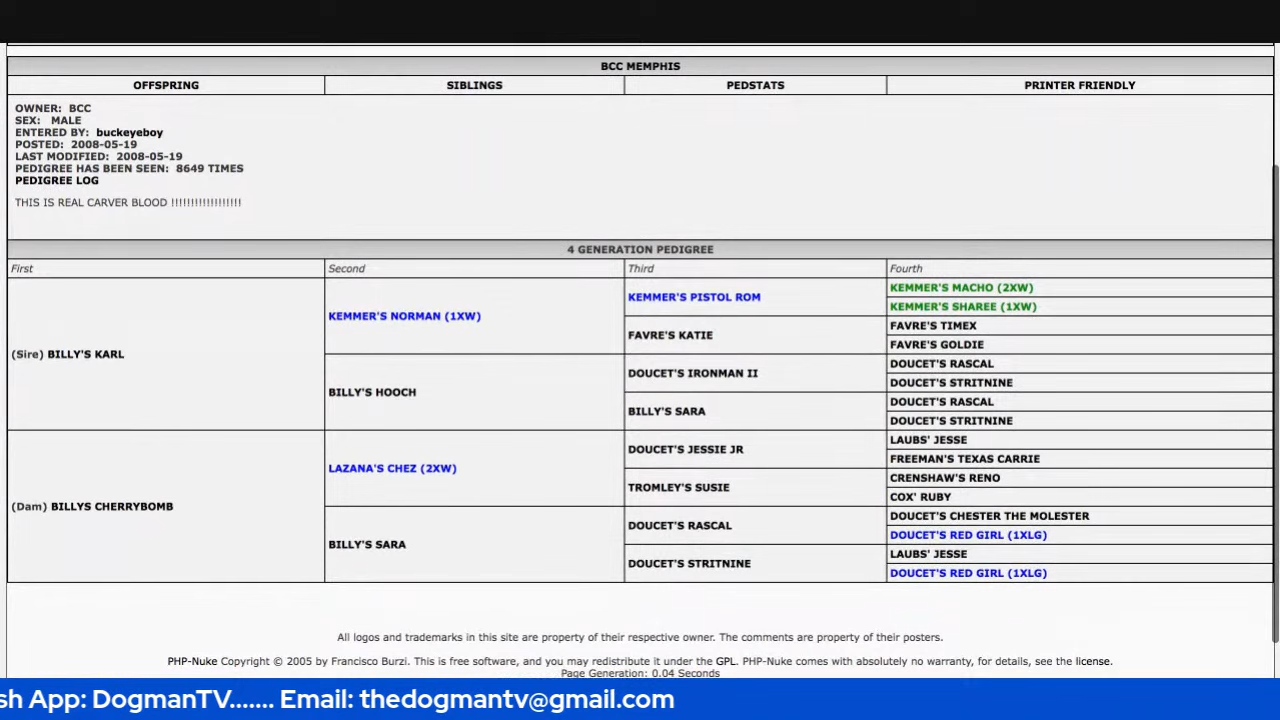 BCC MEMPHIS
OFFSPRING SIBLINGS PEDSTATS PRINTER FRIENDLY
OWNER: BCC
SEX: MALE
ENTERED BY: buckeyeboy
POSTED: 2008-05-19
LAST MODIFIED: 2008-05-19
PEDIGREE HAS BEEN SEEN: 8649 TIMES
PEDIGREE LOG
THIS IS REAL CARVER BLOOD !!!!!!!!!!!!!!!!!!
4 GENERATION PEDIGREE
First Second Third Fourth
(Sire) BILLY'S KARL
KEMMER'S NORMAN (1XW)
KEMMER'S PISTOL ROM
KEMMER'S MACHO (2XW)
KEMMER'S SHAREE (1XW)
FAVRE'S KATIE
FAVRE'S TIMEX
FAVRE'S GOLDIE
BILLY'S HOOCH
DOUCET'S IRONMAN II
DOUCET'S RASCAL
DOUCET'S STRITNINE
BILLY'S SARA
DOUCET'S RASCAL
DOUCET'S STRITNINE
(Dam) BILLYS CHERRYBOMB
LAZANA'S CHEZ (2XW)
DOUCET'S JESSIE JR
LAUBS' JESSE
FREEMAN'S TEXAS CARRIE
TROMLEY'S SUSIE
CRENSHAW'S RENO
COX' RUBY
BILLY'S SARA
DOUCET'S RASCAL
DOUCET'S CHESTER THE MOLESTER
DOUCET'S RED GIRL (1XLG)
DOUCET'S STRITNINE
LAUBS' JESSE
DOUCET'S RED GIRL (1XLG)
All logos and trademarks in this site are property of their respective owner. The comments are property of their posters.
PHP-Nuke Copyright © 2005 by Francisco Burzi. This is free software, and you may redistribute it under the GPL. PHP-Nuke comes with absolutely no warranty, for details, see the license.
Page Generation: 0.04 Seconds
sh App: DogmanTV....... Email: thedogmantv@gmail.com